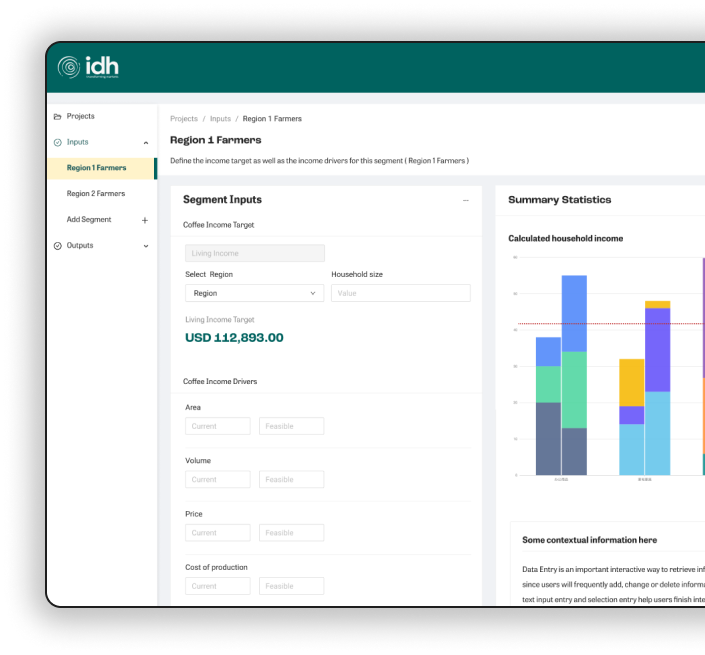 idh
Projects
Inputs
Region 1 Farmers
Region 2 Farmers
Add Segment +
Outputs
Projects / Inputs / Region 1 Farmers
Region 1 Farmers
Define the income target as well as the income drivers for this segment ( Region 1 Farmers )
Segment Inputs
Coffee Income Target
Living Income
Select Region Household size
Region Value
Living Income Target
USD 112,893.00
Coffee Income Drivers
Area
Current Feasible
Volume
Current Feasible
Price
Current Feasible
Cost of production
Current Feasible
Summary Statistics
Calculated household income
Some contextual information here
Data Entry is an important interactive way to retrieve inf
since users will frequently add, change or delete informa
text input entry and selection entry help users finish inte